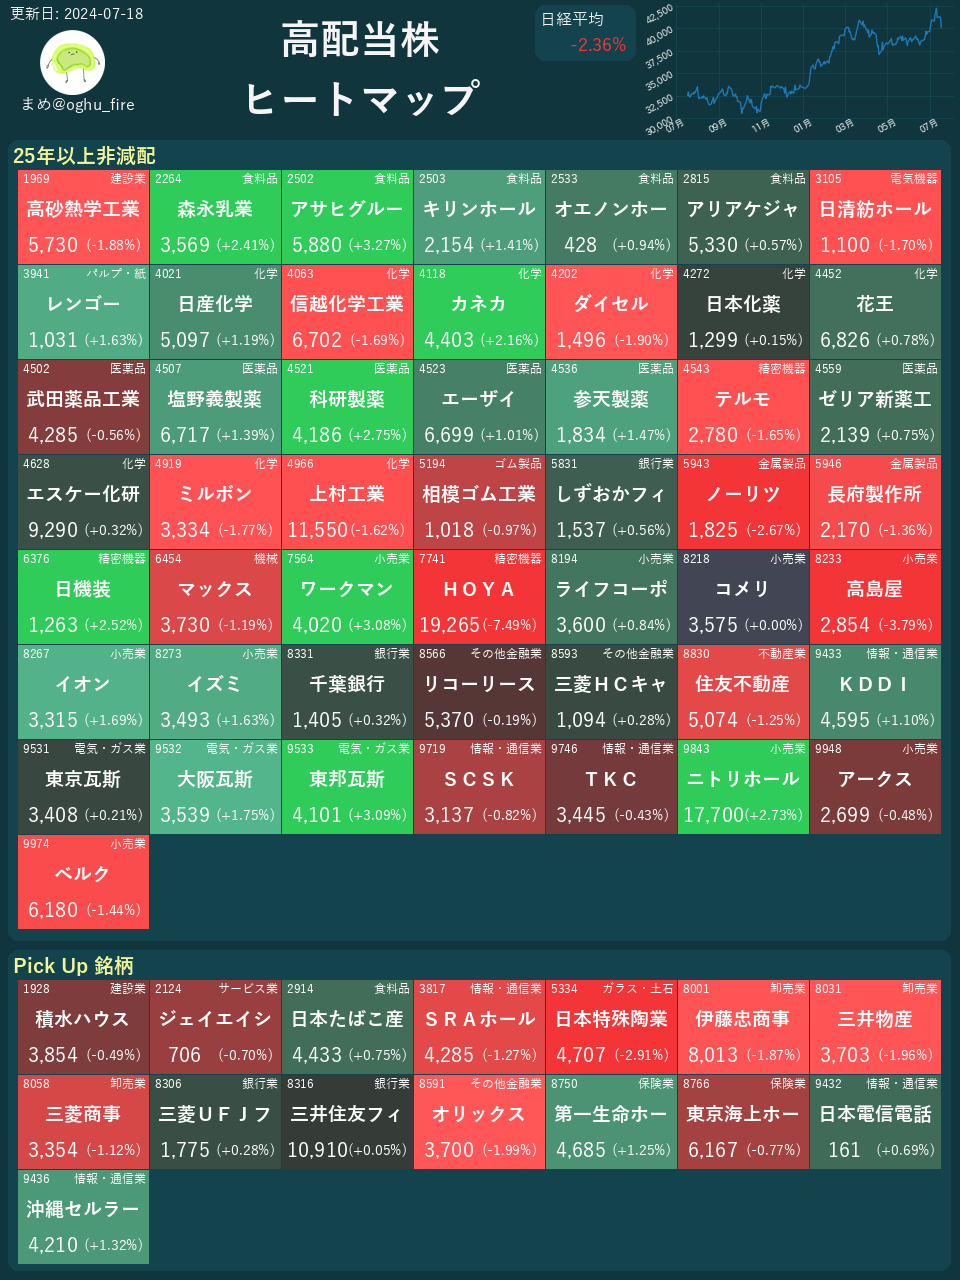 更新日: 2024-07-18
まめ@oghu_fire
高配当株
ヒートマップ
日経平均
-2.36%
42,500
40,000
37,500
35,000
32,500
30,000
07月 09月 11月 01月 03月 05月 07月
25年以上非減配
1969 建設業 2264 食料品 2502 食料品 2503 食料品 2533 食料品 2815 食料品 3105 電気機器
高砂熱学工業 森永乳業 アサヒグルー キリンホール オエノンホー アリアケジャ 日清紡ホール
5,730 (-1.88%) 3,569 (+2.41%) 5,880 (+3.27%) 2,154 (+1.41%) 428 (+0.94%) 5,330 (+0.57%) 1,100 (-1.70%)
3941 パルプ・紙 4021 化学 4063 化学 4118 化学 4202 化学 4272 化学 4452 化学
レンゴー 日産化学 信越化学工業 カネカ ダイセル 日本化薬 花王
1,031 (+1.63%) 5,097 (+1.19%) 6,702 (-1.69%) 4,403 (+2.16%) 1,496 (-1.90%) 1,299 (+0.15%) 6,826 (+0.78%)
4502 医薬品 4507 医薬品 4521 医薬品 4523 医薬品 4536 医薬品 4543 精密機器 4559 医薬品
武田薬品工業 塩野義製薬 科研製薬 エーザイ 参天製薬 テルモ ゼリア新薬工
4,285 (-0.56%) 6,717 (+1.39%) 4,186 (+2.75%) 6,699 (+1.01%) 1,834 (+1.47%) 2,780 (-1.65%) 2,139 (+0.75%)
4628 化学 4919 化学 4966 化学 5194 ゴム製品 5831 銀行業 5943 金属製品 5946 金属製品
エスケー化研 ミルボン 上村工業 相模ゴム工業 しずおかフィ ノーリツ 長府製作所
9,290 (+0.32%) 3,334 (-1.77%) 11,550 (-1.62%) 1,018 (-0.97%) 1,537 (+0.56%) 1,825 (-2.67%) 2,170 (-1.36%)
6376 精密機器 6454 機械 7564 小売業 7741 精密機器 8194 小売業 8218 小売業 8233 小売業
日機装 マックス ワークマン ＨＯＹＡ ライフコーポ コメリ 高島屋
1,263 (+2.52%) 3,730 (-1.19%) 4,020 (+3.08%) 19,265 (-7.49%) 3,600 (+0.84%) 3,575 (+0.00%) 2,854 (-3.79%)
8267 小売業 8273 小売業 8331 銀行業 8566 その他金融業 8593 その他金融業 8830 不動産業 9433 情報・通信業
イオン イズミ 千葉銀行 リコーリース 三菱ＨＣキャ 住友不動産 ＫＤＤＩ
3,315 (+1.69%) 3,493 (+1.63%) 1,405 (+0.32%) 5,370 (-0.19%) 1,094 (+0.28%) 5,074 (-1.25%) 4,595 (+1.10%)
9531 電気・ガス業 9532 電気・ガス業 9533 電気・ガス業 9719 情報・通信業 9746 情報・通信業 9843 小売業 9948 小売業
東京瓦斯 大阪瓦斯 東邦瓦斯 ＳＣＳＫ ＴＫＣ ニトリホール アークス
3,408 (+0.21%) 3,539 (+1.75%) 4,101 (+3.09%) 3,137 (-0.82%) 3,445 (-0.43%) 17,700 (+2.73%) 2,699 (-0.48%)
9974 小売業
ベルク
6,180 (-1.44%)
Pick Up 銘柄
1928 建設業 2124 サービス業 2914 食料品 3817 情報・通信業 5334 ガラス・土石 8001 卸売業 8031 卸売業
積水ハウス ジェイエイシ 日本たばこ産 ＳＲＡホール 日本特殊陶業 伊藤忠商事 三井物産
3,854 (-0.49%) 706 (-0.70%) 4,433 (+0.75%) 4,285 (-1.27%) 4,707 (-2.91%) 8,013 (-1.87%) 3,703 (-1.96%)
8058 卸売業 8306 銀行業 8316 銀行業 8591 その他金融業 8750 保険業 8766 保険業 9432 情報・通信業
三菱商事 三菱ＵＦＪフ 三井住友フィ オリックス 第一生命ホー 東京海上ホー 日本電信電話
3,354 (-1.12%) 1,775 (+0.28%) 10,910 (+0.05%) 3,700 (-1.99%) 4,685 (+1.25%) 6,167 (-0.77%) 161 (+0.69%)
9436 情報・通信業
沖縄セルラー
4,210 (+1.32%)